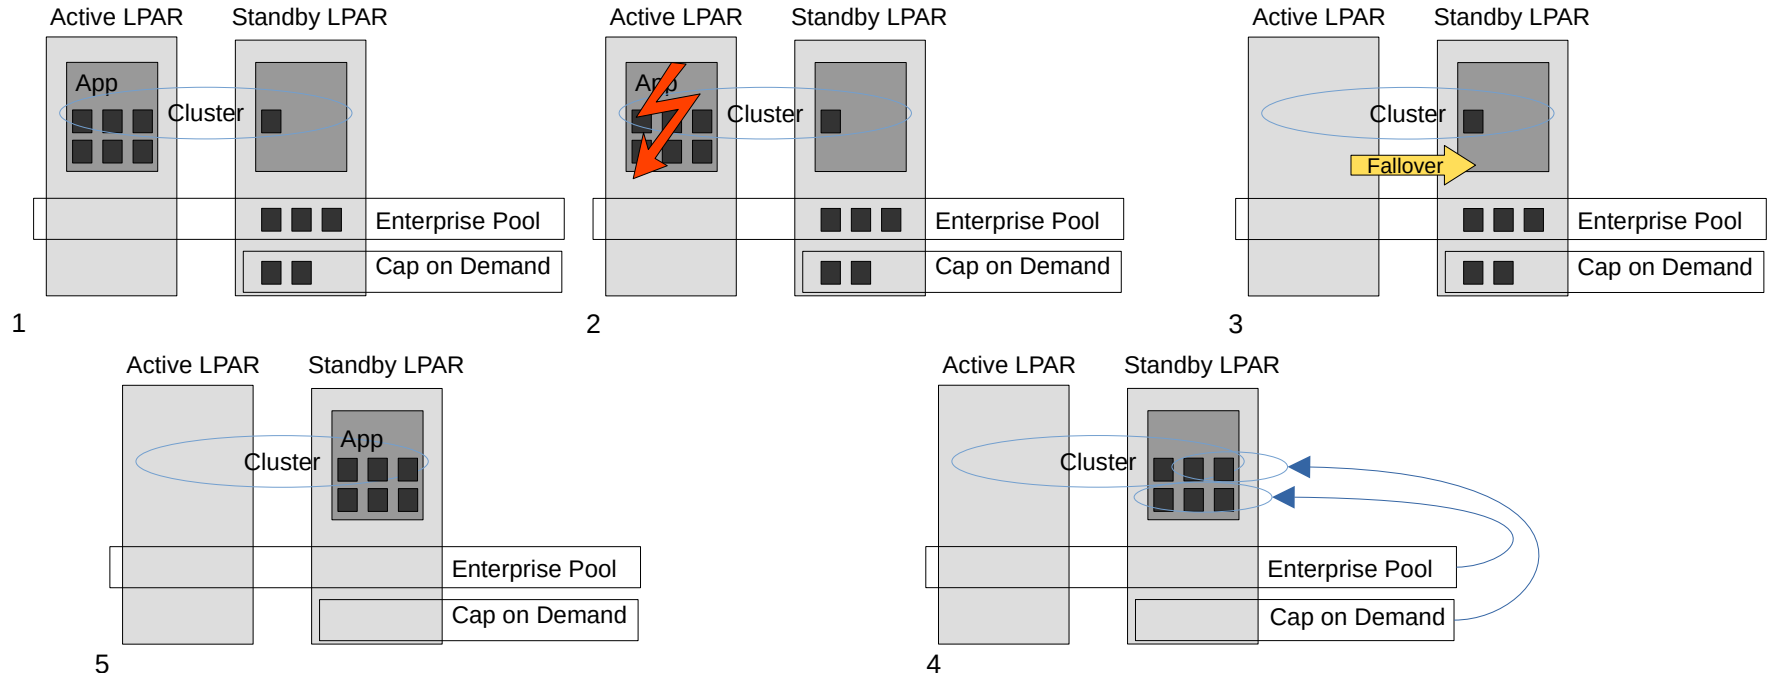 Active LPAR
Standby LPAR
App
Cluster
Enterprise Pool
Cap on Demand
1
Active LPAR
Standby LPAR
App
Cluster
Enterprise Pool
Cap on Demand
2
Active LPAR
Standby LPAR
Cluster
Fallover
Enterprise Pool
Cap on Demand
3
Active LPAR
Standby LPAR
App
Cluster
Enterprise Pool
Cap on Demand
5
Active LPAR
Standby LPAR
Cluster
Enterprise Pool
Cap on Demand
4